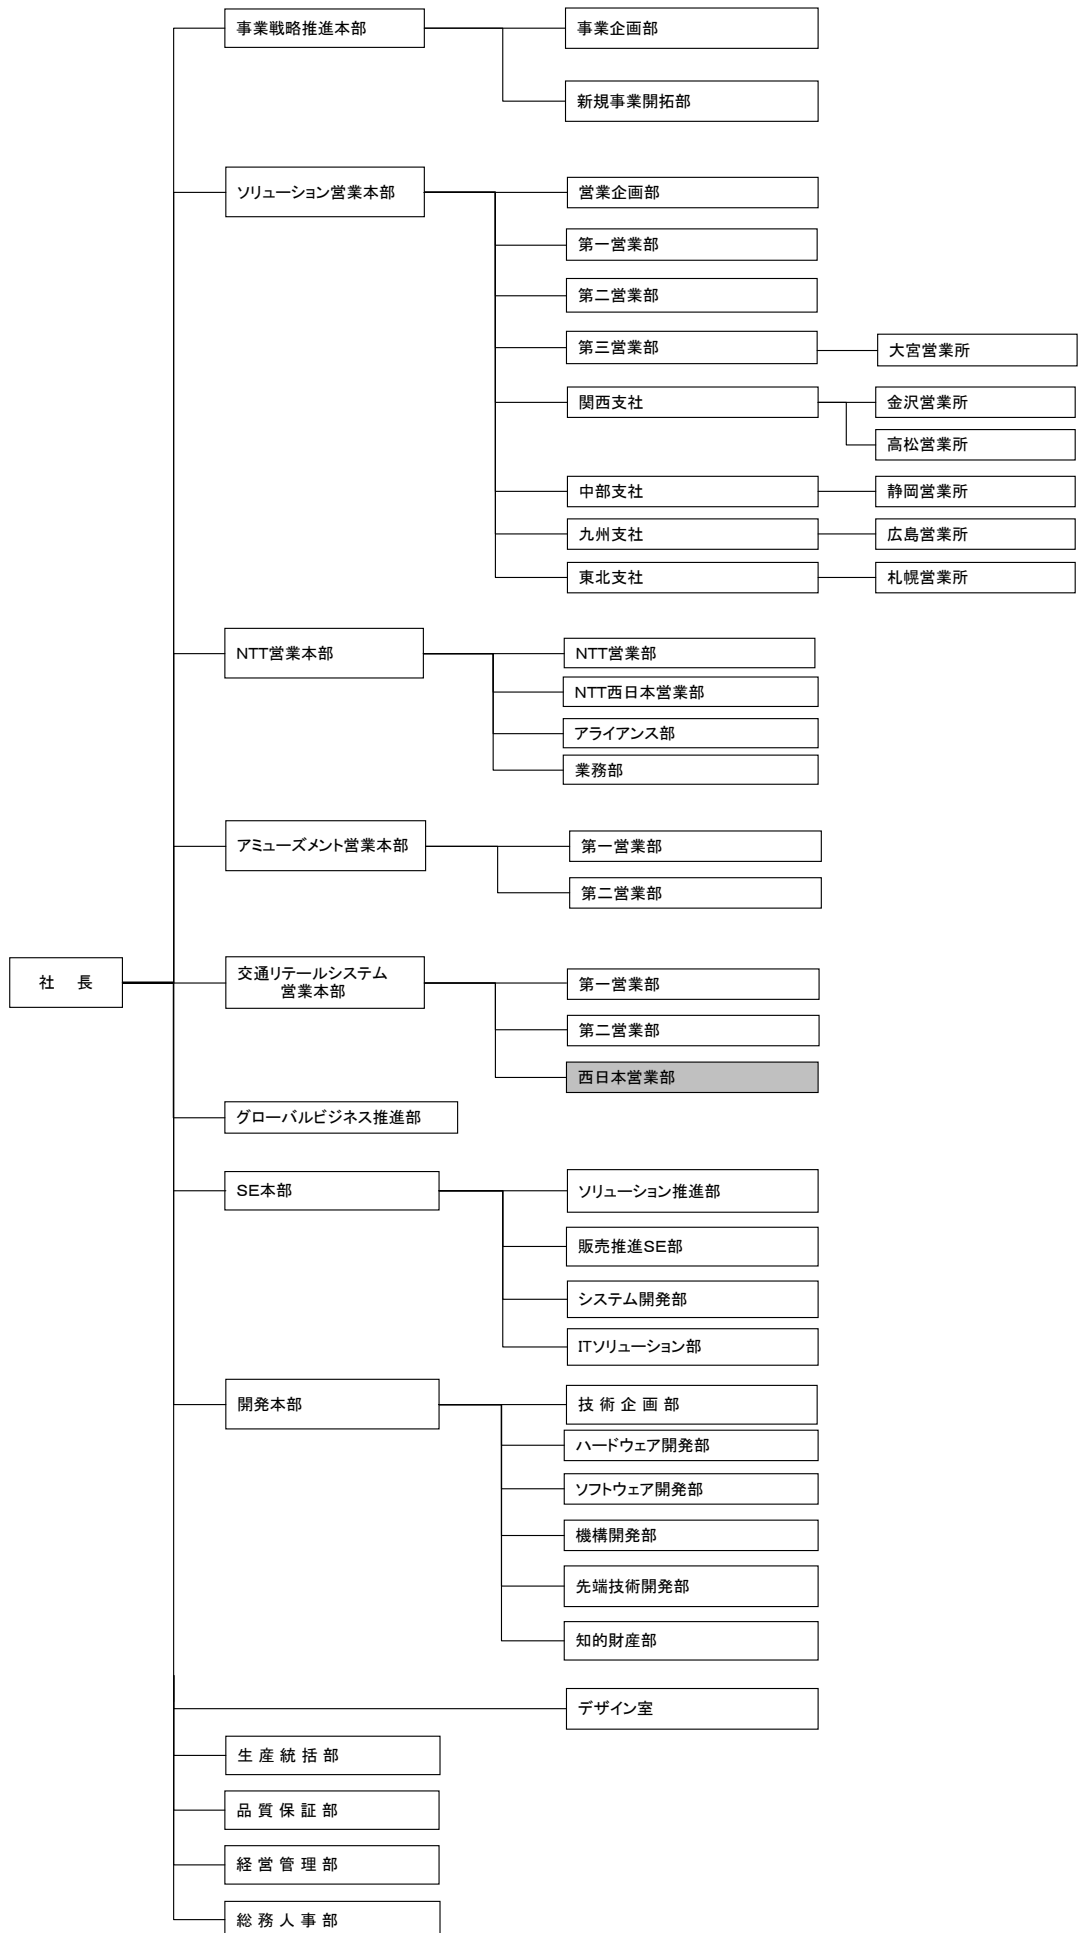 事業戦略推進本部
事業企画部
新規事業開拓部
ソリューション営業本部
営業企画部
第一営業部
第二営業部
第三営業部
大宮営業所
関西支社
金沢営業所
高松営業所
中部支社
静岡営業所
九州支社
広島営業所
東北支社
札幌営業所
NTT営業本部
NTT営業部
NTT西日本営業部
アライアンス部
業務部
アミューズメント営業本部
第一営業部
第二営業部
社 長
交通リテールシステム
営業本部
第一営業部
第二営業部
西日本営業部
グローバルビジネス推進部
SE本部
ソリューション推進部
販売推進SE部
システム開発部
ITソリューション部
開発本部
技 術 企 画 部
ハードウェア開発部
ソフトウェア開発部
機構開発部
先端技術開発部
知的財産部
デザイン室
生 産 統 括 部
品 質 保 証 部
経 営 管 理 部
総 務 人 事 部